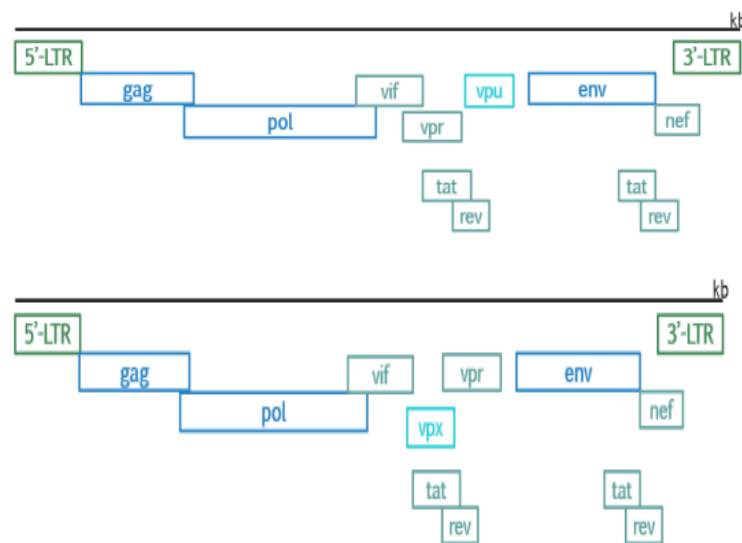 kb
5'-LTR 3'-LTR
gag vif vpu env
pol vpr nef
tat tat
rev rev
kb
5'-LTR 3'-LTR
gag vif vpr env
pol vpx nef
tat tat
rev rev